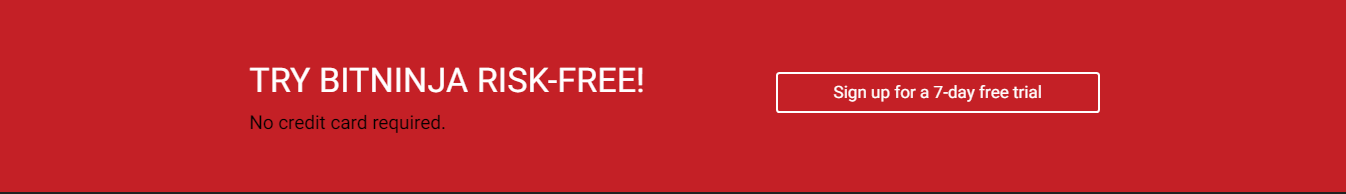 TRY BITNINJA RISK-FREE!
No credit card required.
Sign up for a 7-day free trial